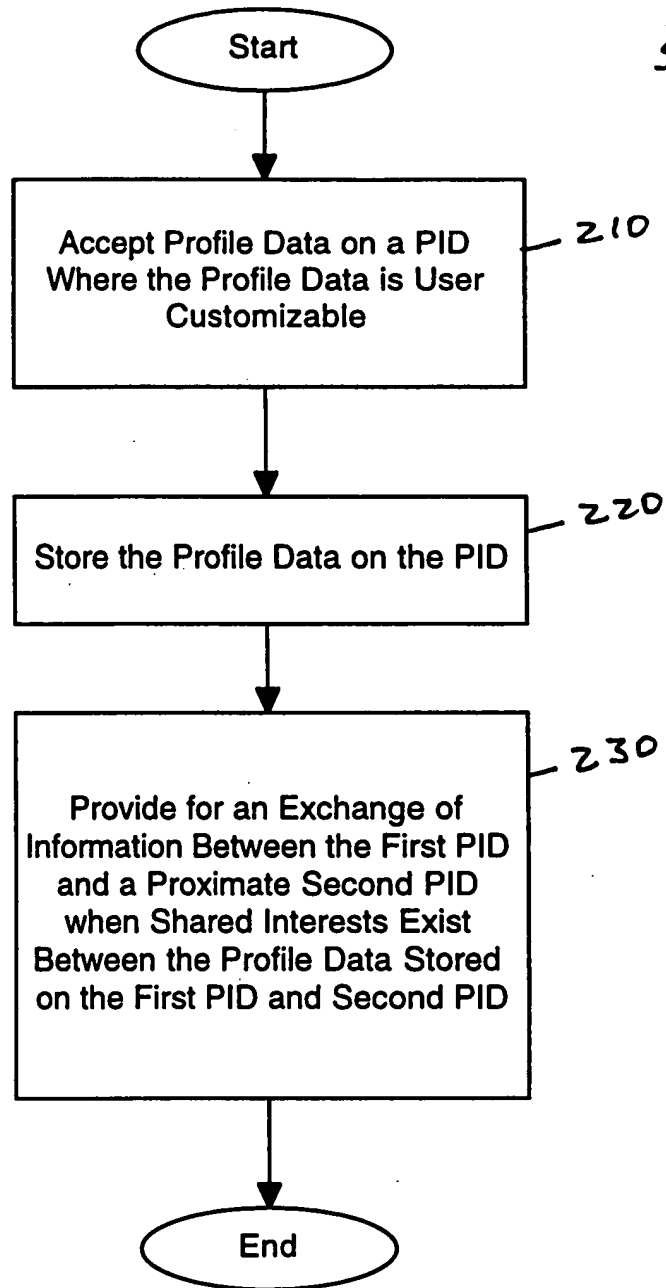 Start
Accept Profile Data on a PID
Where the Profile Data is User
Customizable
210
Store the Profile Data on the PID
220
Provide for an Exchange of
Information Between the First PID
and a Proximate Second PID
when Shared Interests Exist
Between the Profile Data Stored
on the First PID and Second PID
230
End